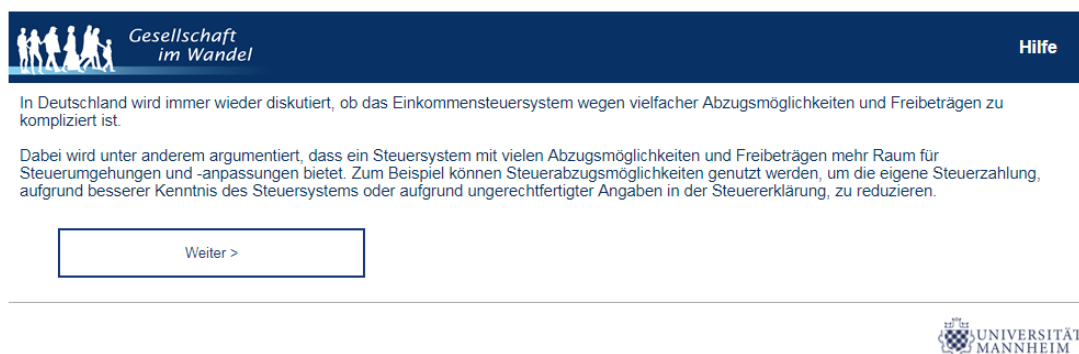 Gesellschaft
im Wandel
Hilfe
In Deutschland wird immer wieder diskutiert, ob das Einkommensteuersystem wegen vielfacher Abzugsmöglichkeiten und Freibeträgen zu
kompliziert ist.
Dabei wird unter anderem argumentiert, dass ein Steuersystem mit vielen Abzugsmöglichkeiten und Freibeträgen mehr Raum für
Steuerumgehungen und -anpassungen bietet. Zum Beispiel können Steuerabzugsmöglichkeiten genutzt werden, um die eigene Steuerzahlung,
aufgrund besserer Kenntnis des Steuersystems oder aufgrund ungerechtfertigter Angaben in der Steuererklärung, zu reduzieren.
Weiter >
UNIVERSITÄT
MANNHEIM